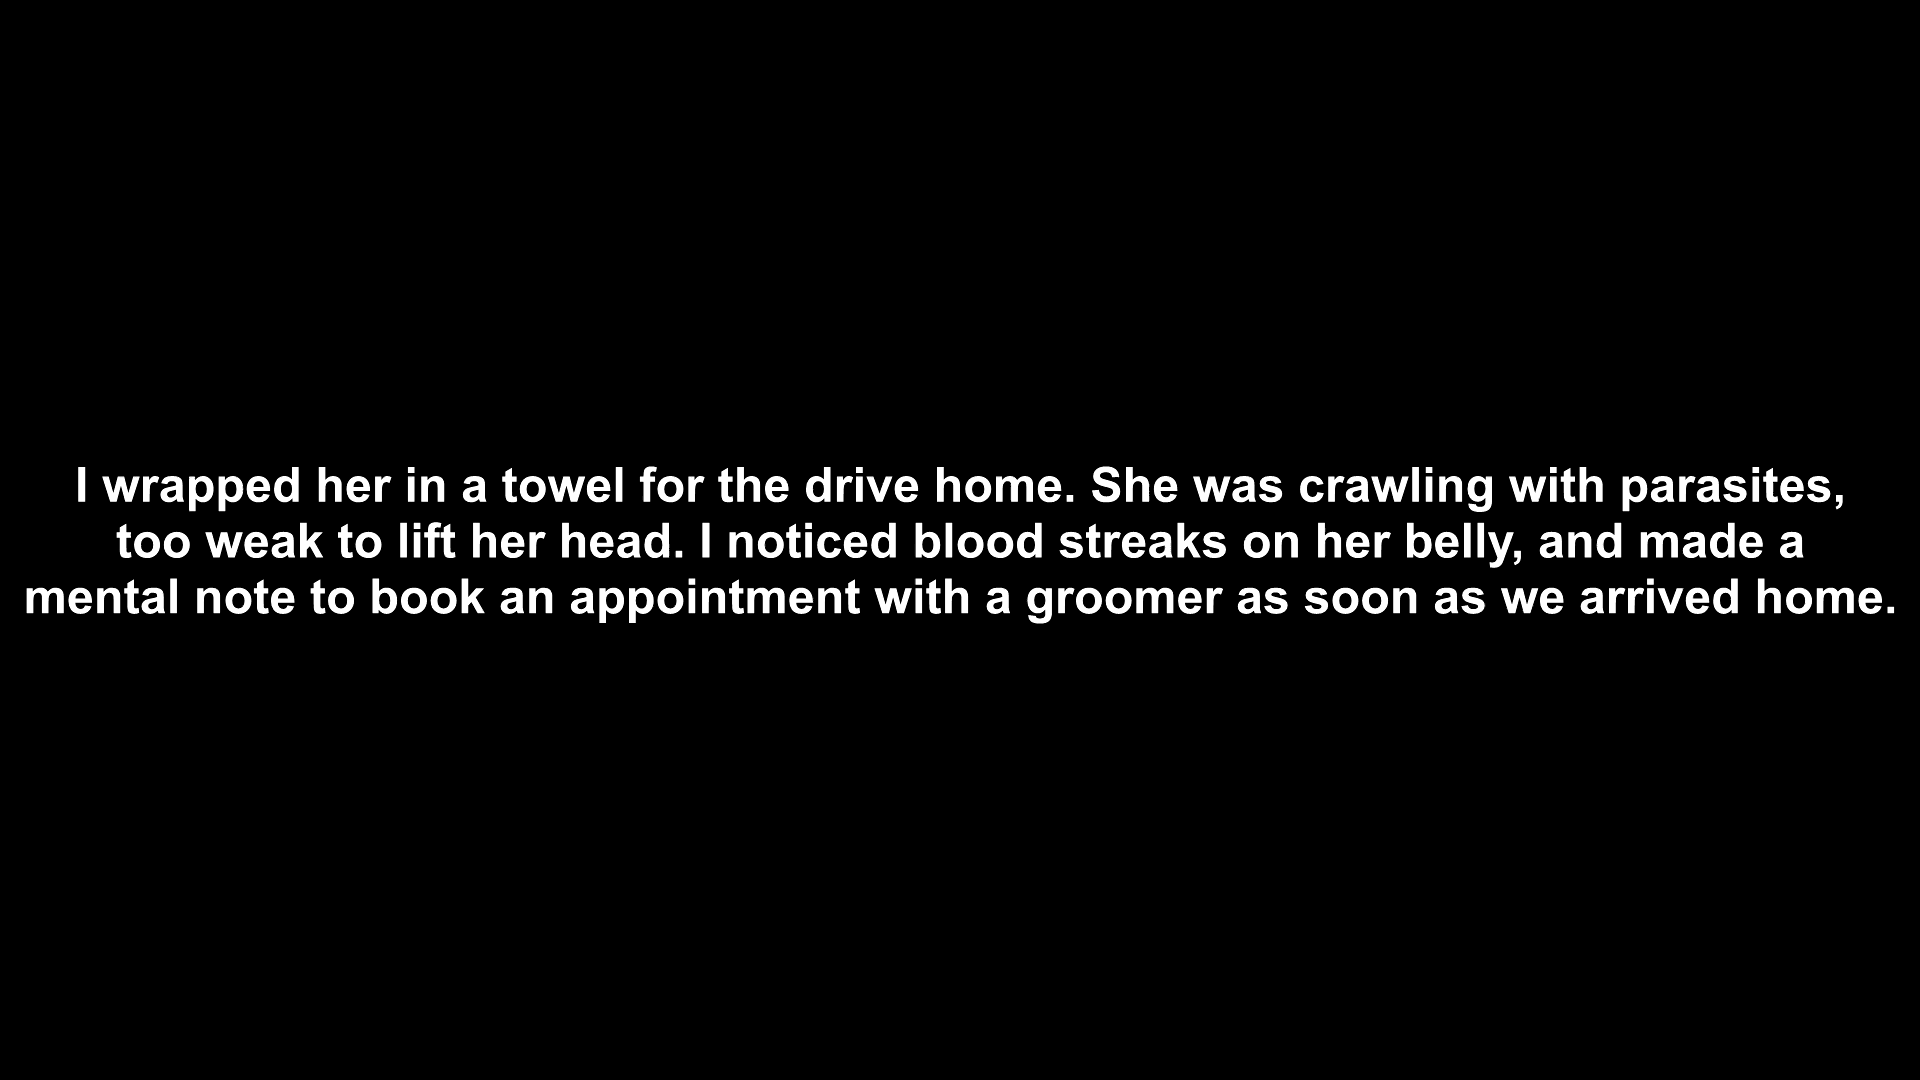 I wrapped her in a towel for the drive home. She was crawling with parasites,
too weak to lift her head. I noticed blood streaks on her belly, and made a
mental note to book an appointment with a groomer as soon as we arrived home.